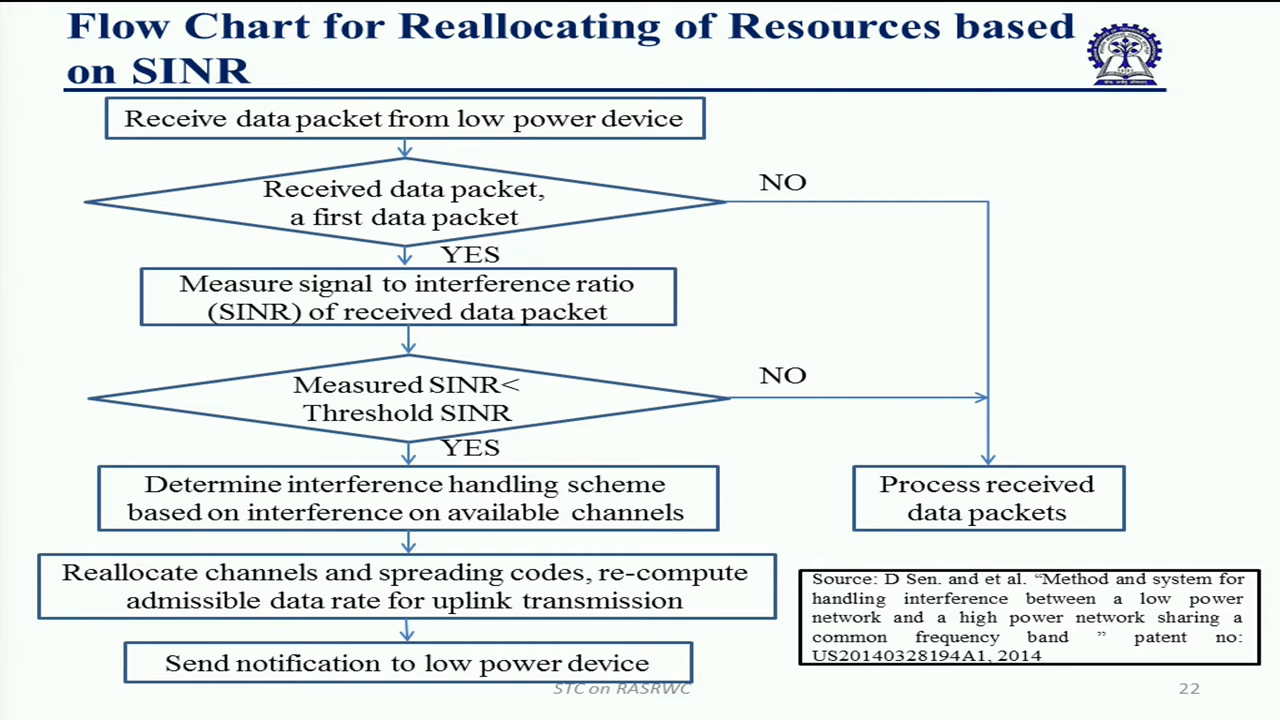 Flow Chart for Reallocating of Resources based
on SINR
Receive data packet from low power device
Received data packet,
a first data packet
NO
YES
Measure signal to interference ratio
(SINR) of received data packet
Measured SINR<
Threshold SINR
NO
YES
Determine interference handling scheme
based on interference on available channels
Process received
data packets
Reallocate channels and spreading codes, re-compute
admissible data rate for uplink transmission
Send notification to low power device
Source: D Sen. and et al. “Method and system for
handling interference between a low power
network and a high power network sharing a
common frequency band ” patent no:
US20140328194A1, 2014
STC on RASRWC
22